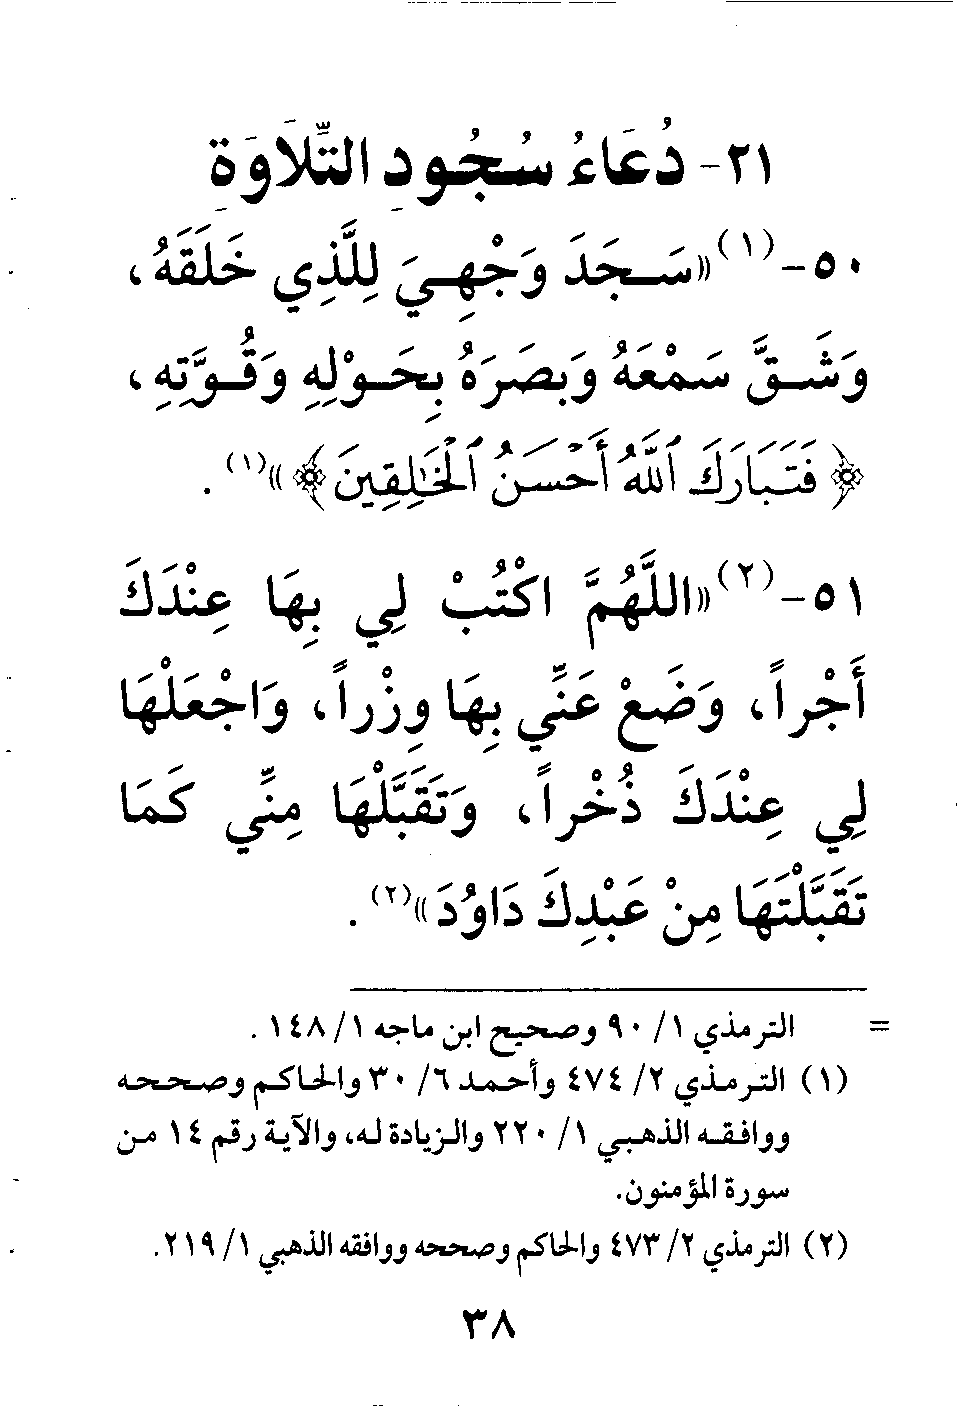 ٢١- دُعَاءُ سُجُودِ التِّلَاوَةِ
٥٠-(١)«سَجَدَ وَجْهِيَ لِلَّذِي خَلَقَهُ،
وَشَقَّ سَمْعَهُ وَبَصَرَهُ بِحَوْلِهِ وَقُوَّتِهِ،
﴿فَتَبَارَكَ ٱللَّهُ أَحْسَنُ ٱلْخَـٰلِقِينَ﴾»(١).
٥١-(٢)«اللَّهُمَّ اكْتُبْ لِي بِهَا عِنْدَكَ
أَجْراً، وَضَعْ عَنِّي بِهَا وِزْراً، وَاجْعَلْهَا
لِي عِنْدَكَ ذُخْراً، وَتَقَبَّلْهَا مِنِّي كَمَا
تَقَبَّلْتَهَا مِنْ عَبْدِكَ دَاوُدَ»(٢).
= الترمذي ١/ ٩٠ وصحيح ابن ماجه ١/ ١٤٨.
(١) الترمذي ٢/ ٤٧٤ وأحمد ٦/ ٣٠ والحاكم وصححه
ووافقه الذهبي ١/ ٢٢٠ والزيادة له، والآية رقم ١٤ من
سورة المؤمنون.
(٢) الترمذي ٢/ ٤٧٣ والحاكم وصححه ووافقه الذهبي ١/ ٢١٩.
٣٨